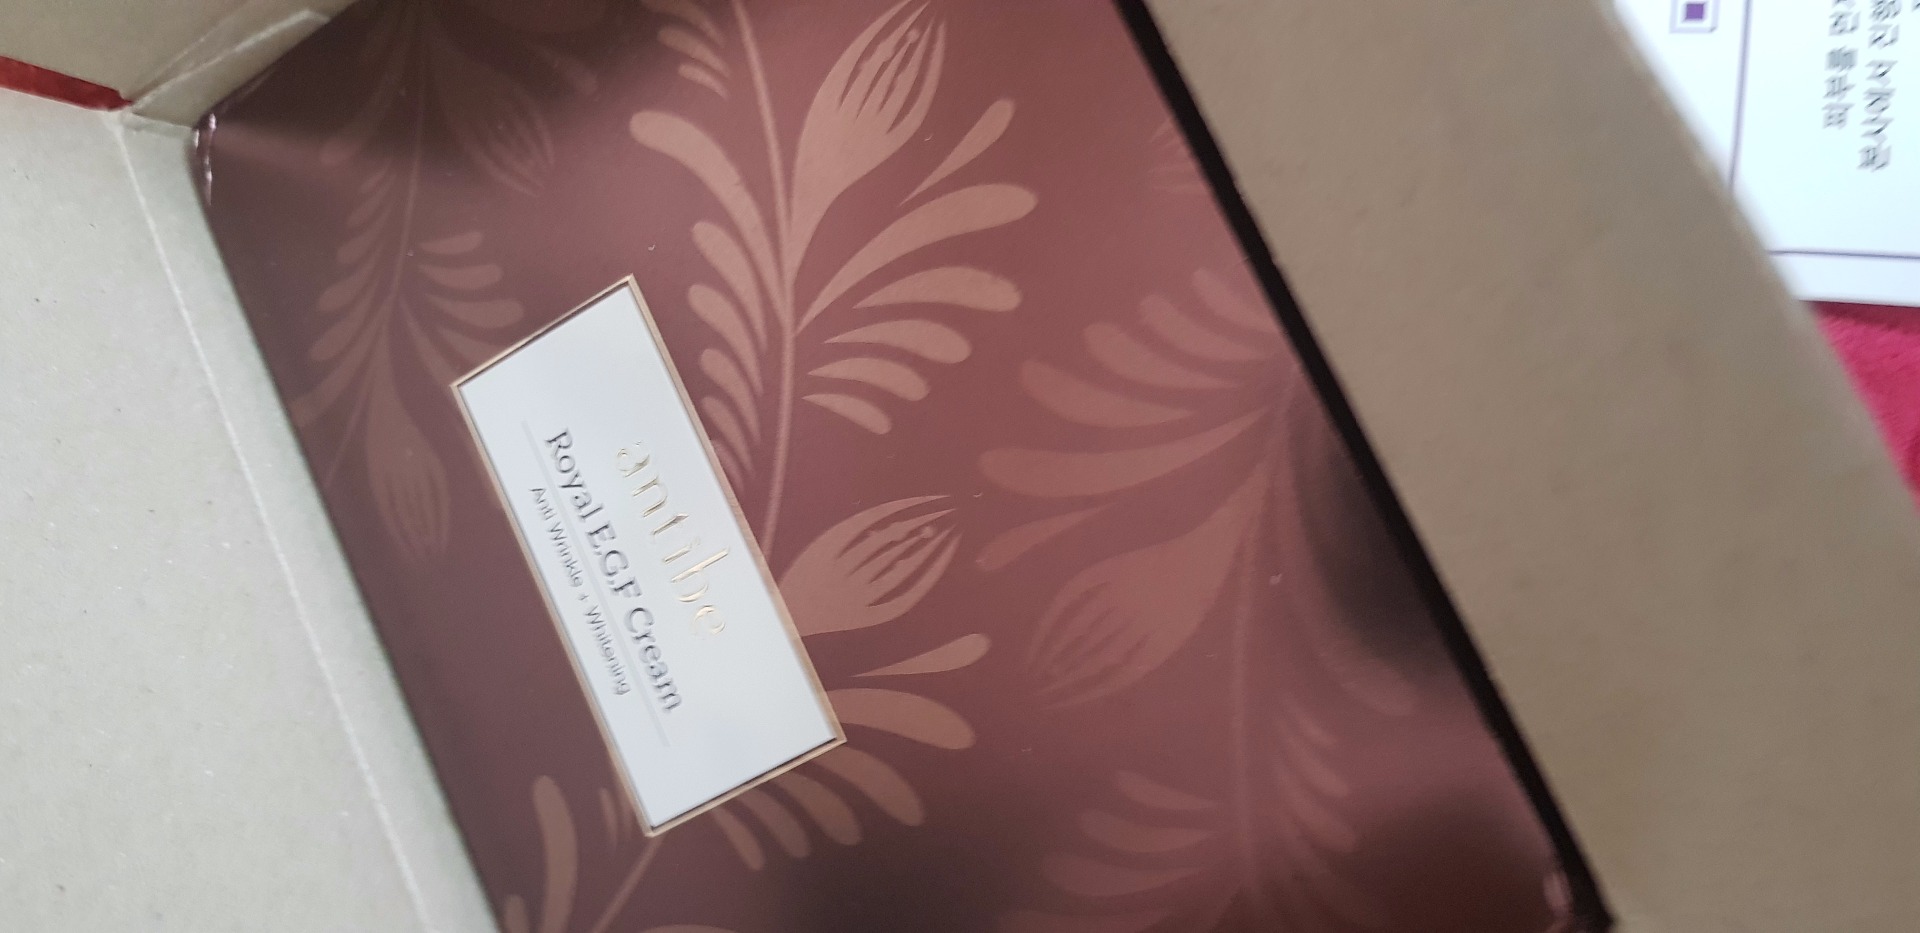 antibe
Royal E.G.F Cream
Anti Wrinkle + Whitening